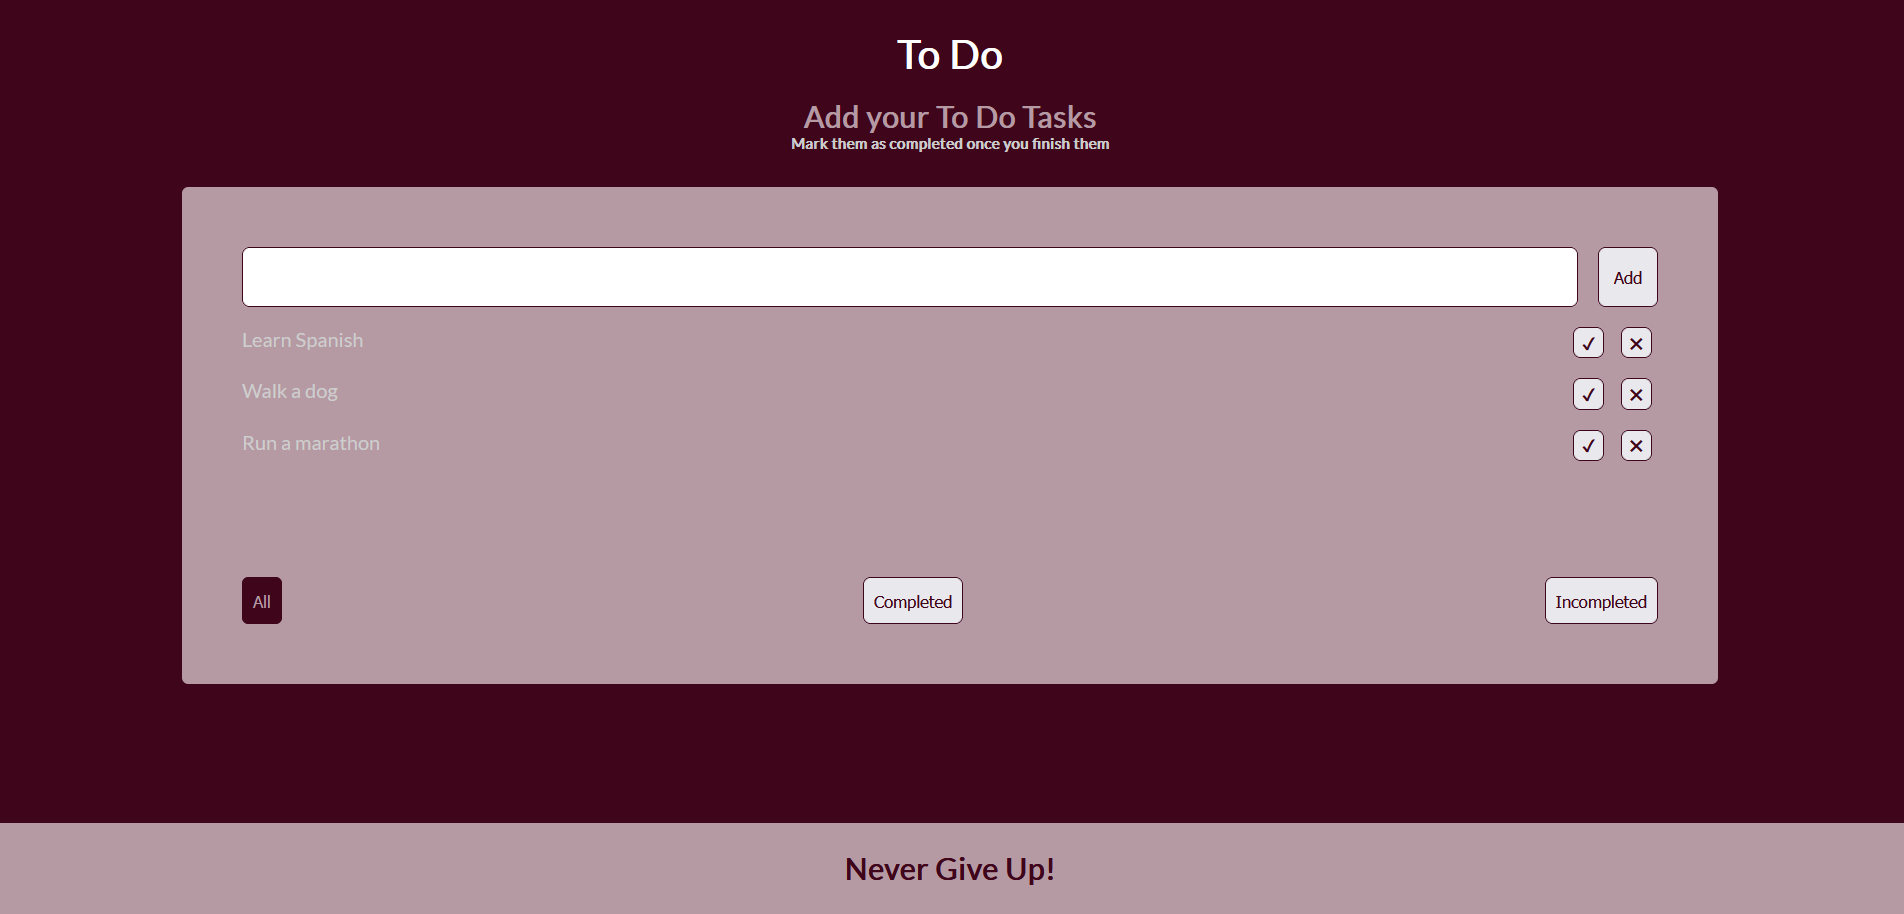 To Do
Add your To Do Tasks
Mark them as completed once you finish them
Add
Learn Spanish
Walk a dog
Run a marathon
All
Completed
Incompleted
Never Give Up!